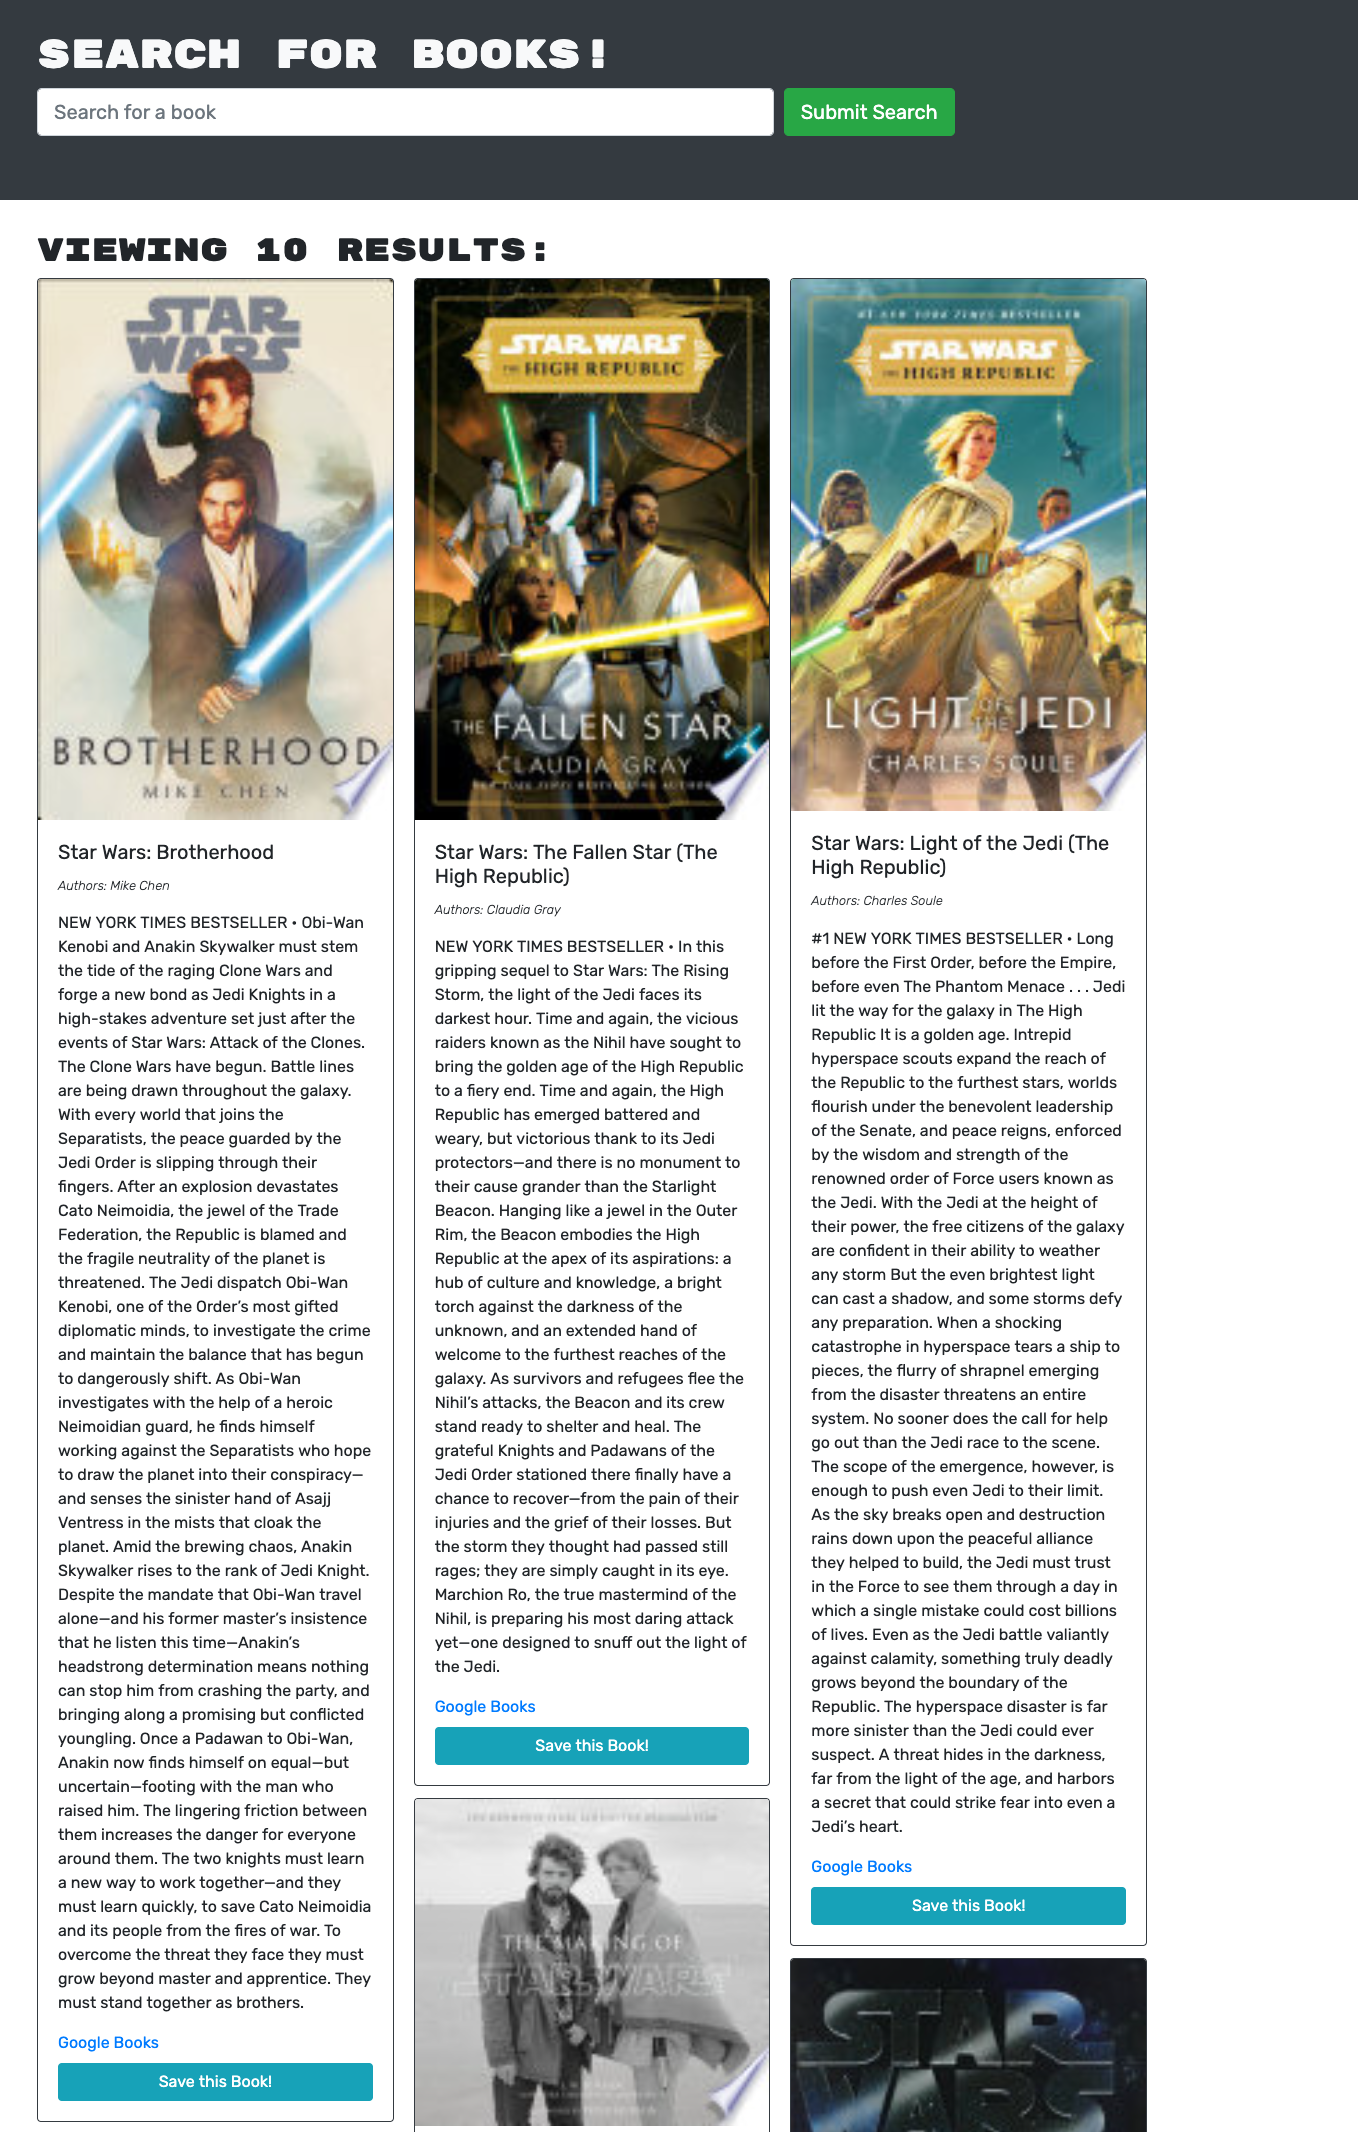 SEARCH FOR BOOKS!
Search for a book
Submit Search
VIEWING 10 RESULTS:
STAR
WARS
BROTHERHOOD
MIKE CHEN
Star Wars: Brotherhood
Authors: Mike Chen
NEW YORK TIMES BESTSELLER • Obi-Wan
Kenobi and Anakin Skywalker must stem
the tide of the raging Clone Wars and
forge a new bond as Jedi Knights in a
high-stakes adventure set just after the
events of Star Wars: Attack of the Clones.
The Clone Wars have begun. Battle lines
are being drawn throughout the galaxy.
With every world that joins the
Separatists, the peace guarded by the
Jedi Order is slipping through their
fingers. After an explosion devastates
Cato Neimoidia, the jewel of the Trade
Federation, the Republic is blamed and
the fragile neutrality of the planet is
threatened. The Jedi dispatch Obi-Wan
Kenobi, one of the Order’s most gifted
diplomatic minds, to investigate the crime
and maintain the balance that has begun
to dangerously shift. As Obi-Wan
investigates with the help of a heroic
Neimoidian guard, he finds himself
working against the Separatists who hope
to draw the planet into their conspiracy—
and senses the sinister hand of Asajj
Ventress in the mists that cloak the
planet. Amid the brewing chaos, Anakin
Skywalker rises to the rank of Jedi Knight.
Despite the mandate that Obi-Wan travel
alone—and his former master’s insistence
that he listen this time—Anakin’s
headstrong determination means nothing
can stop him from crashing the party, and
bringing along a promising but conflicted
youngling. Once a Padawan to Obi-Wan,
Anakin now finds himself on equal—but
uncertain—footing with the man who
raised him. The lingering friction between
them increases the danger for everyone
around them. The two knights must learn
a new way to work together—and they
must learn quickly, to save Cato Neimoidia
and its people from the fires of war. To
overcome the threat they face they must
grow beyond master and apprentice. They
must stand together as brothers.
Google Books
Save this Book!
STAR WARS
THE HIGH REPUBLIC
THE FALLEN STAR
CLAUDIA GRAY
NEW YORK TIMES BESTSELLING AUTHOR
Star Wars: The Fallen Star (The
High Republic)
Authors: Claudia Gray
NEW YORK TIMES BESTSELLER • In this
gripping sequel to Star Wars: The Rising
Storm, the light of the Jedi faces its
darkest hour. Time and again, the vicious
raiders known as the Nihil have sought to
bring the golden age of the High Republic
to a fiery end. Time and again, the High
Republic has emerged battered and
weary, but victorious thank to its Jedi
protectors—and there is no monument to
their cause grander than the Starlight
Beacon. Hanging like a jewel in the Outer
Rim, the Beacon embodies the High
Republic at the apex of its aspirations: a
hub of culture and knowledge, a bright
torch against the darkness of the
unknown, and an extended hand of
welcome to the furthest reaches of the
galaxy. As survivors and refugees flee the
Nihil’s attacks, the Beacon and its crew
stand ready to shelter and heal. The
grateful Knights and Padawans of the
Jedi Order stationed there finally have a
chance to recover—from the pain of their
injuries and the grief of their losses. But
the storm they thought had passed still
rages; they are simply caught in its eye.
Marchion Ro, the true mastermind of the
Nihil, is preparing his most daring attack
yet—one designed to snuff out the light of
the Jedi.
Google Books
Save this Book!
THE MAKING OF
STAR WARS
#1 NEW YORK TIMES BESTSELLER
STAR WARS
THE HIGH REPUBLIC
LIGHT OF THE JEDI
CHARLES SOULE
Star Wars: Light of the Jedi (The
High Republic)
Authors: Charles Soule
#1 NEW YORK TIMES BESTSELLER • Long
before the First Order, before the Empire,
before even The Phantom Menace . . . Jedi
lit the way for the galaxy in The High
Republic It is a golden age. Intrepid
hyperspace scouts expand the reach of
the Republic to the furthest stars, worlds
flourish under the benevolent leadership
of the Senate, and peace reigns, enforced
by the wisdom and strength of the
renowned order of Force users known as
the Jedi. With the Jedi at the height of
their power, the free citizens of the galaxy
are confident in their ability to weather
any storm But the even brightest light
can cast a shadow, and some storms defy
any preparation. When a shocking
catastrophe in hyperspace tears a ship to
pieces, the flurry of shrapnel emerging
from the disaster threatens an entire
system. No sooner does the call for help
go out than the Jedi race to the scene.
The scope of the emergence, however, is
enough to push even Jedi to their limit.
As the sky breaks open and destruction
rains down upon the peaceful alliance
they helped to build, the Jedi must trust
in the Force to see them through a day in
which a single mistake could cost billions
of lives. Even as the Jedi battle valiantly
against calamity, something truly deadly
grows beyond the boundary of the
Republic. The hyperspace disaster is far
more sinister than the Jedi could ever
suspect. A threat hides in the darkness,
far from the light of the age, and harbors
a secret that could strike fear into even a
Jedi’s heart.
Google Books
Save this Book!
STAR
WARS